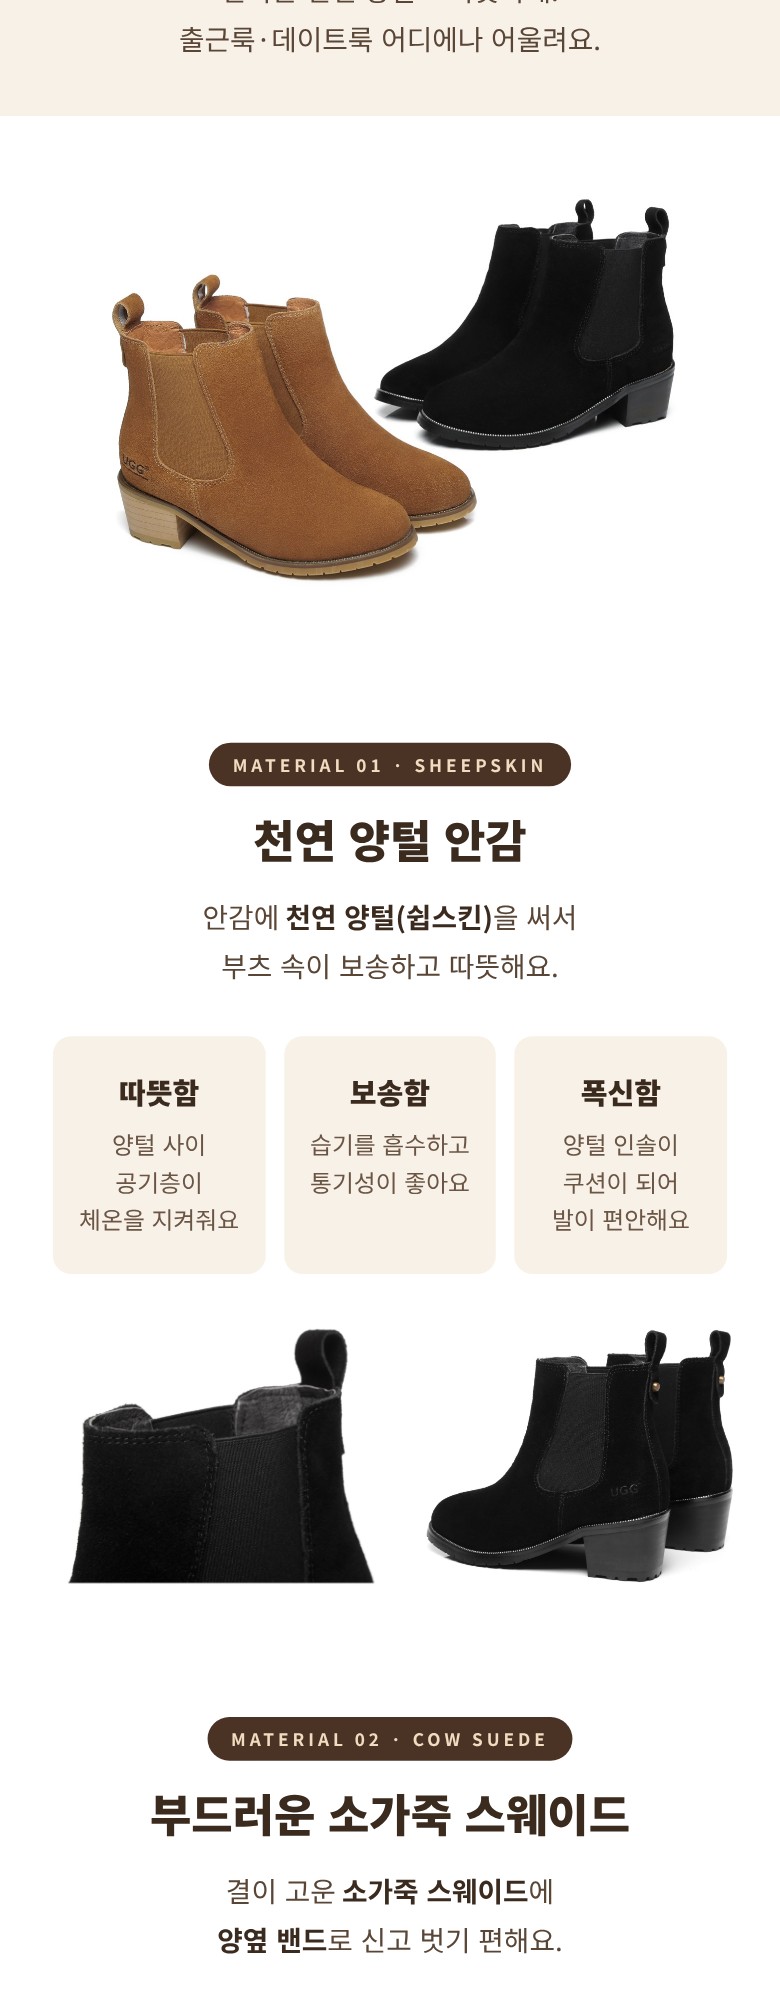 출근룩·데이트룩 어디에나 어울려요.
UGG
MATERIAL 01 · SHEEPSKIN
천연 양털 안감
안감에 천연 양털(쉽스킨)을 써서
부츠 속이 보송하고 따뜻해요.
따뜻함
양털 사이
공기층이
체온을 지켜줘요
보송함
습기를 흡수하고
통기성이 좋아요
폭신함
양털 인솔이
쿠션이 되어
발이 편안해요
UGG
MATERIAL 02 · COW SUEDE
부드러운 소가죽 스웨이드
결이 고운 소가죽 스웨이드에
양옆 밴드로 신고 벗기 편해요.